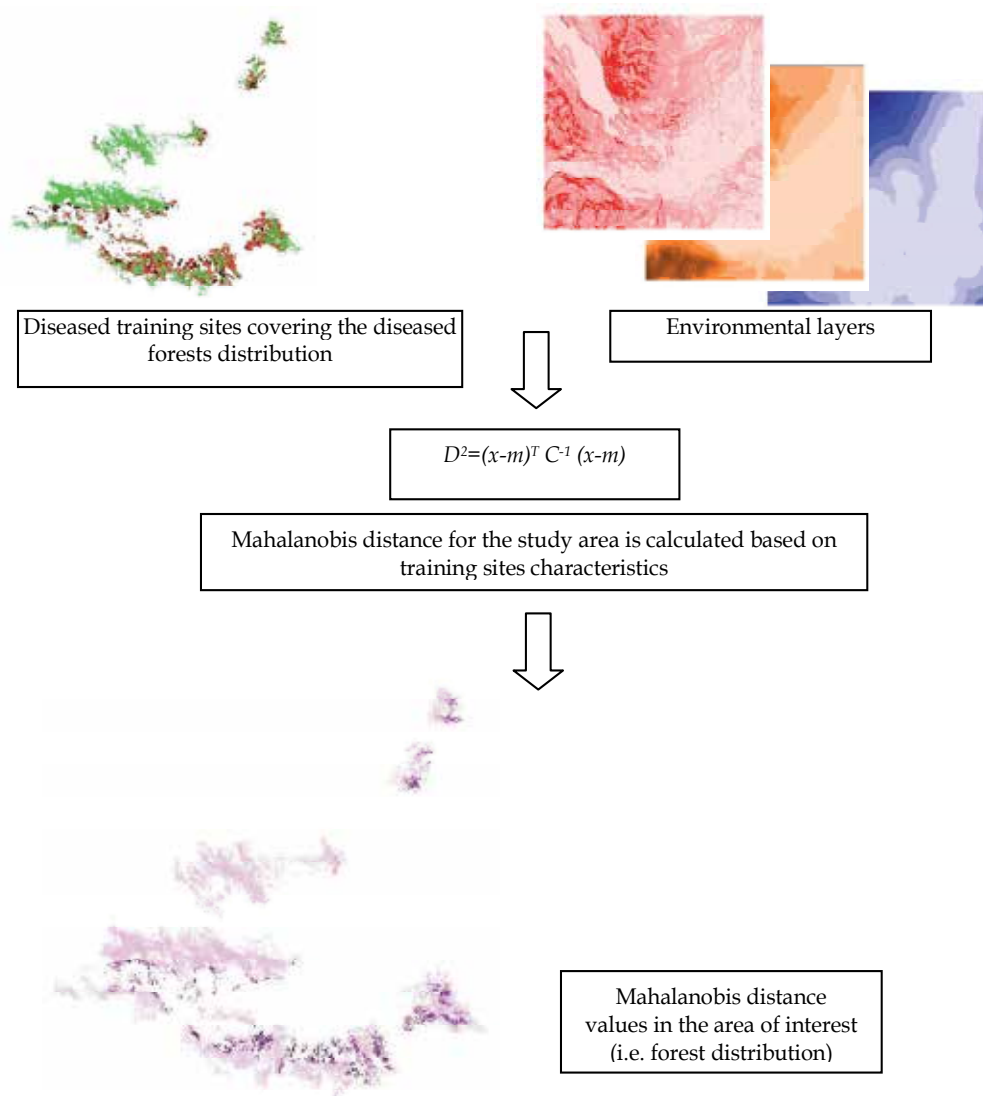 Diseased training sites covering the diseased
forests distribution
Environmental layers
D²=(x-m)ᵀ C⁻¹ (x-m)
Mahalanobis distance for the study area is calculated based on
training sites characteristics
Mahalanobis distance
values in the area of interest
(i.e. forest distribution)